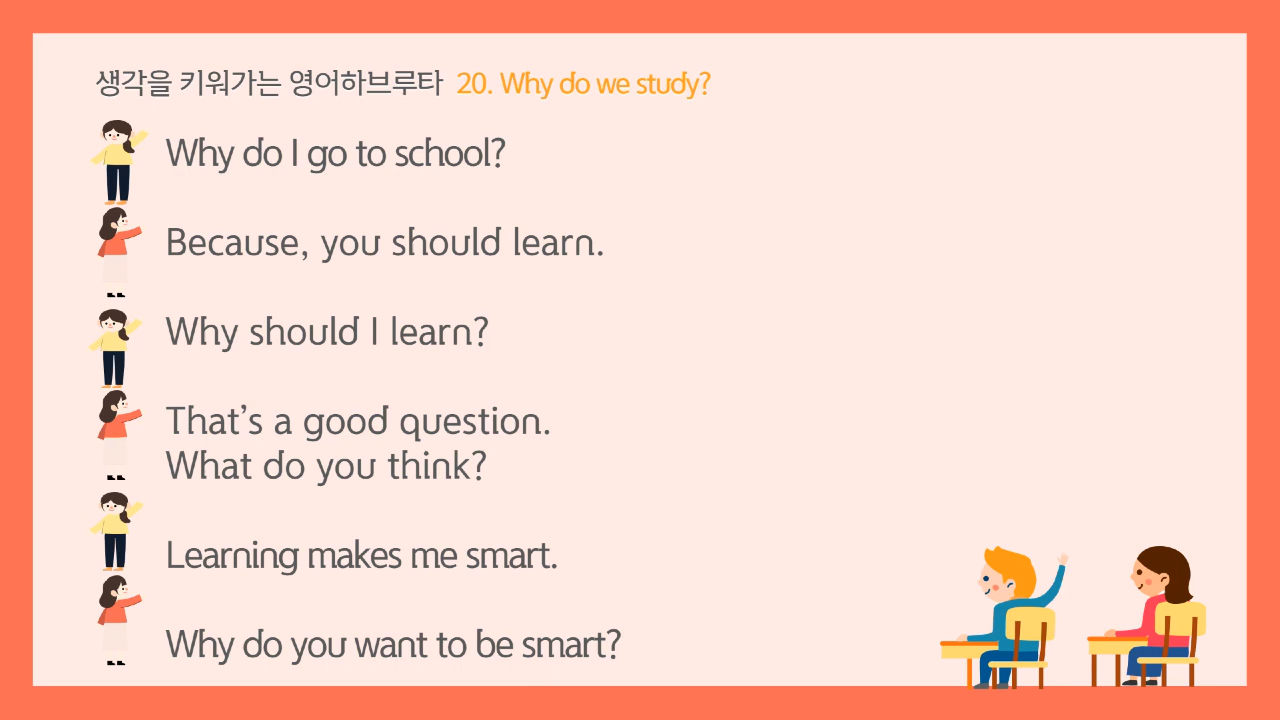 생각을 키워가는 영어하브루타 20. Why do we study?
Why do I go to school?
Because, you should learn.
Why should I learn?
That's a good question.
What do you think?
Learning makes me smart.
Why do you want to be smart?